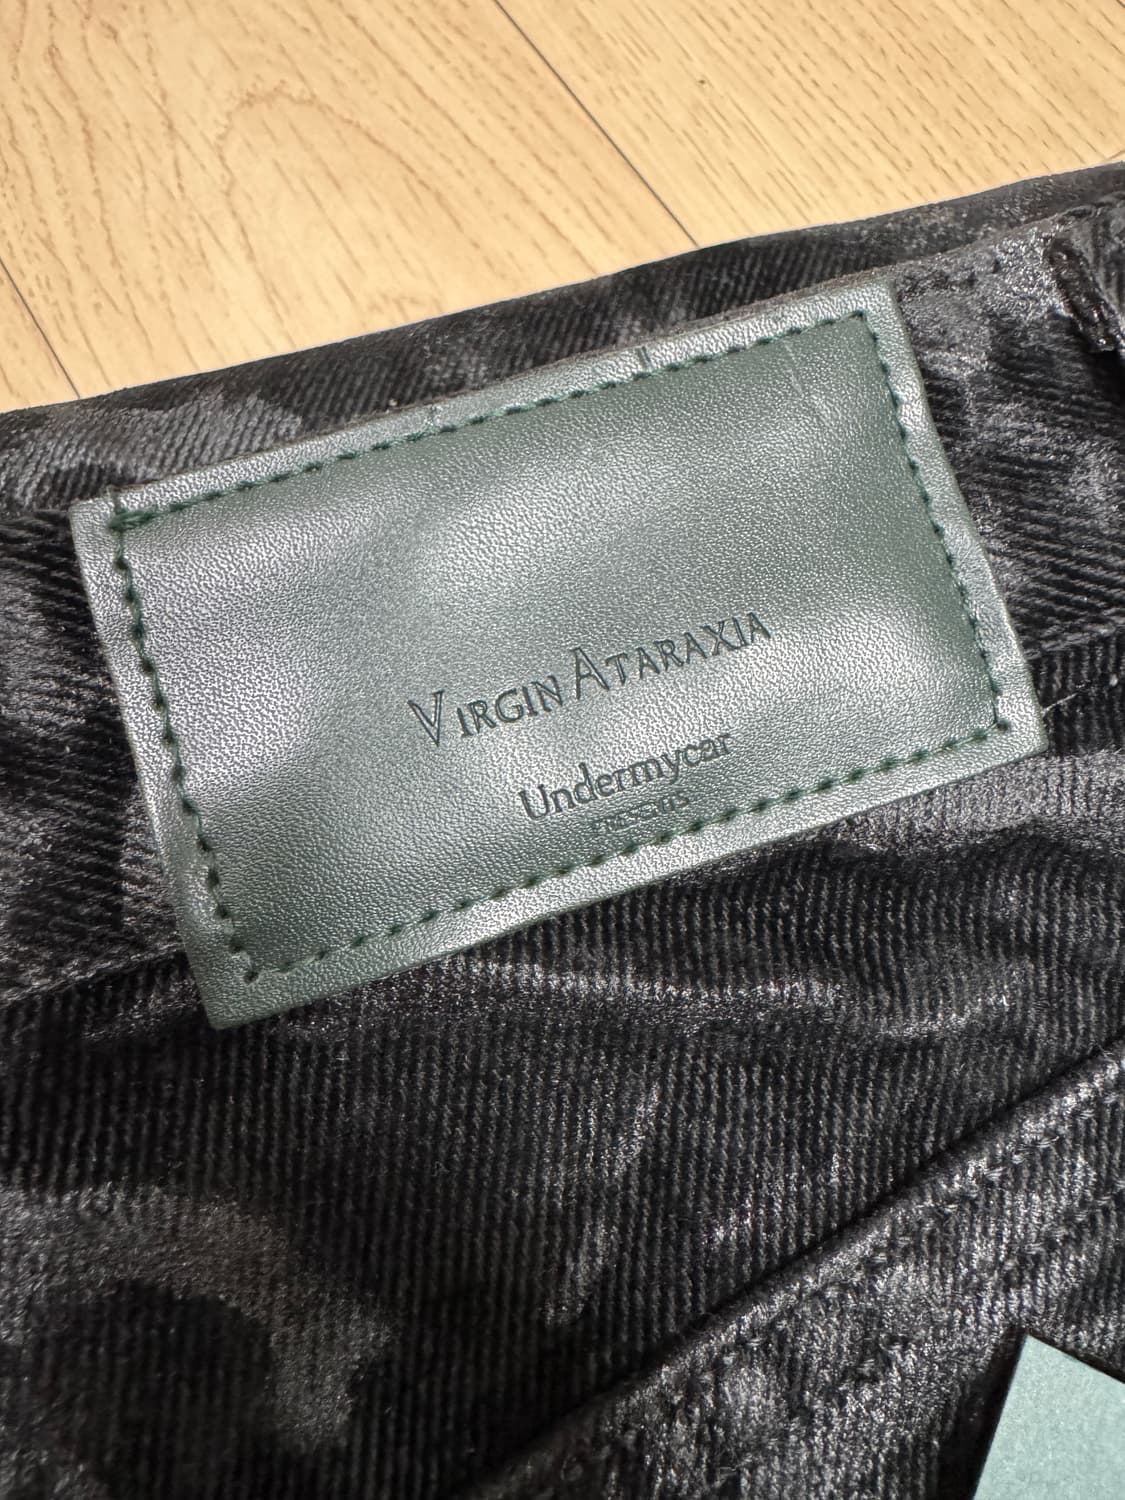 VIRGIN ATARAXIA
Undermycar
PRESENTS